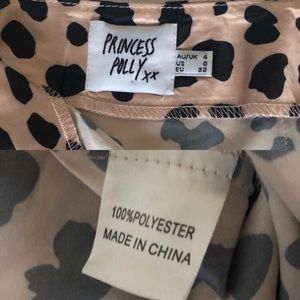 PRINCESS
POLLY xx
AU/UK 4
US 0
EU 32
100%POLYESTER
MADE IN CHINA